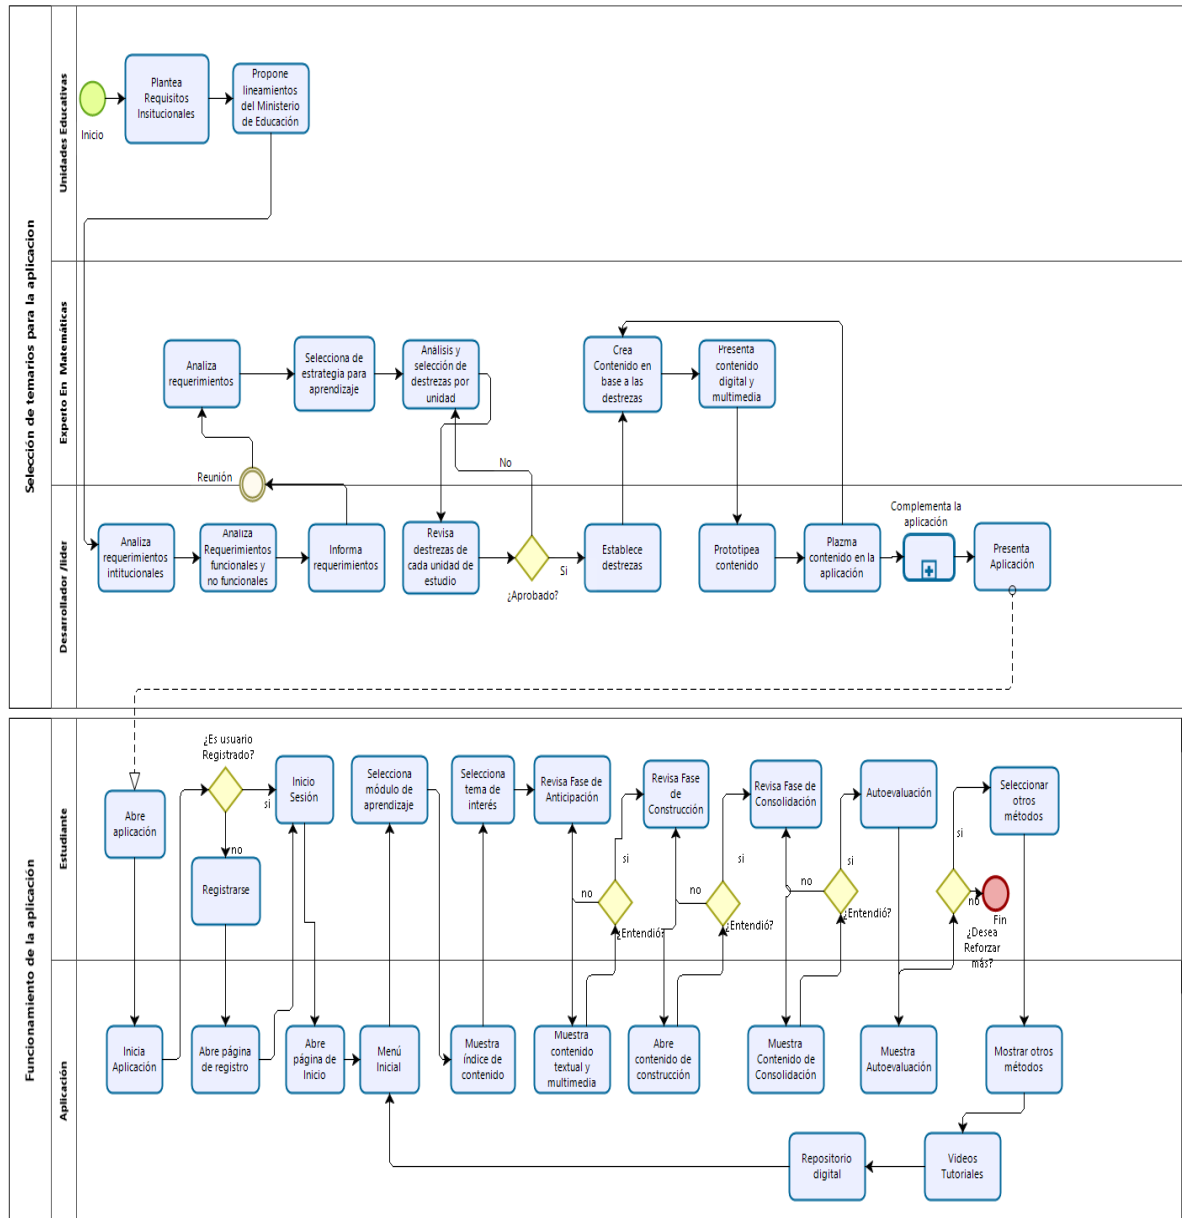 Selección de temarios para la aplicacion
Unidades Educativas
Inicio
Plantea
Requisitos
Insitucionales
Propone
lineamientos
del Ministerio
de Educación
Experto En Matemáticas
Analiza
requerimientos
Selecciona de
estrategia para
aprendizaje
Análisis y
selección de
destrezas por
unidad
Crea
Contenido en
base a las
destrezas
Presenta
contenido
digital y
multimedia
No
Reunión
Desarrollador /lider
Analiza
requerimientos
intitucionales
Analiza
Requerimientos
funcionales y
no funcionales
Informa
requerimientos
Revisa
destrezas de
cada unidad de
estudio
¿Aprobado?
Si
Establece
destrezas
Prototipea
contenido
Plazma
contenido en la
aplicación
Complementa la
aplicación
Presenta
Aplicación
Funcionamiento de la aplicación
Estudiante
Abre
aplicación
¿Es usuario
Registrado?
si
no
Registrarse
Inicio
Sesión
Selecciona
módulo de
aprendizaje
Selecciona
tema de
interés
Revisa Fase de
Anticipación
no
si
¿Entendió?
Revisa Fase
de
Construcción
no
si
¿Entendió?
Revisa Fase de
Consolidación
no
si
¿Entendió?
Autoevaluación
si
no
¿Desea
Reforzar
más?
Seleccionar
otros
métodos
Fin
Aplicación
Inicia
Aplicación
Abre página
de registro
Abre
página de
Inicio
Menú
Inicial
Muestra
índice de
contenido
Muestra
contenido
textual y
multimedia
Abre
contenido de
construcción
Muestra
Contenido de
Consolidación
Muestra
Autoevaluación
Mostrar otros
métodos
Repositorio
digital
Videos
Tutoriales